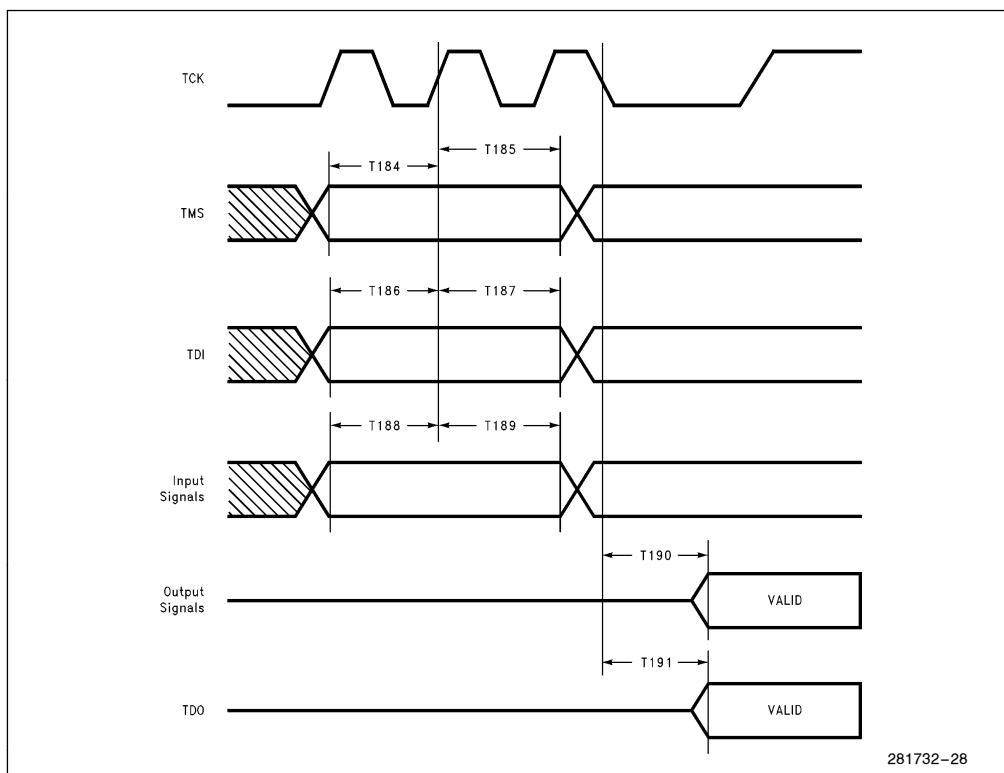 TCK
T185
T184
TMS
T186
T187
TDI
T188
T189
Input
Signals
T190
Output
Signals
VALID
T191
TDO
VALID
281732-28